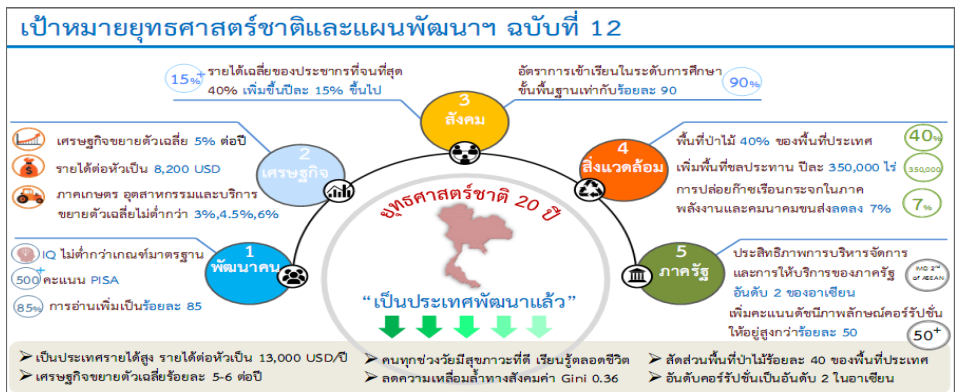 เป้าหมายยุทธศาสตร์ชาติและแผนพัฒนาฯ ฉบับที่ 12
15%+
รายได้เฉลี่ยของประชากรที่จนที่สุด
40% เพิ่มขึ้นปีละ 15% ขึ้นไป
3
สังคม
อัตราการเข้าเรียนในระดับการศึกษา
ขั้นพื้นฐานเท่ากับร้อยละ 90
90%
เศรษฐกิจขยายตัวเฉลี่ย 5% ต่อปี
รายได้ต่อหัวเป็น 8,200 USD
ภาคเกษตร อุตสาหกรรมและบริการ
ขยายตัวเฉลี่ยไม่ต่ำกว่า 3%,4.5%,6%
2
เศรษฐกิจ
4
สิ่งแวดล้อม
พื้นที่ป่าไม้ 40% ของพื้นที่ประเทศ
40%
เพิ่มพื้นที่ชลประทาน ปีละ 350,000 ไร่
350,000
การปล่อยก๊าซเรือนกระจกในภาค
พลังงานและคมนาคมขนส่งลดลง 7%
7%
IQ ไม่ต่ำกว่าเกณฑ์มาตรฐาน
500+ คะแนน PISA
85% การอ่านเพิ่มเป็นร้อยละ 85
1
พัฒนาคน
ยุทธศาสตร์ชาติ 20 ปี
“เป็นประเทศพัฒนาแล้ว”
5
ภาครัฐ
ประสิทธิภาพการบริหารจัดการ
และการให้บริการของภาครัฐ
อันดับ 2 ของอาเซียน
เพิ่มคะแนนดัชนีภาพลักษณ์คอร์รัปชั่น
ให้อยู่สูงกว่าร้อยละ 50
2nd
of ASEAN
50+
➢ เป็นประเทศรายได้สูง รายได้ต่อหัวเป็น 13,000 USD/ปี
➢ เศรษฐกิจขยายตัวเฉลี่ยร้อยละ 5-6 ต่อปี
➢ คนทุกช่วงวัยมีสุขภาวะที่ดี เรียนรู้ตลอดชีวิต
➢ ลดความเหลื่อมล้ำทางสังคมค่า Gini 0.36
➢ สัดส่วนพื้นที่ป่าไม้ร้อยละ 40 ของพื้นที่ประเทศ
➢ อันดับคอร์รัปชั่นเป็นอันดับ 2 ในอาเซียน